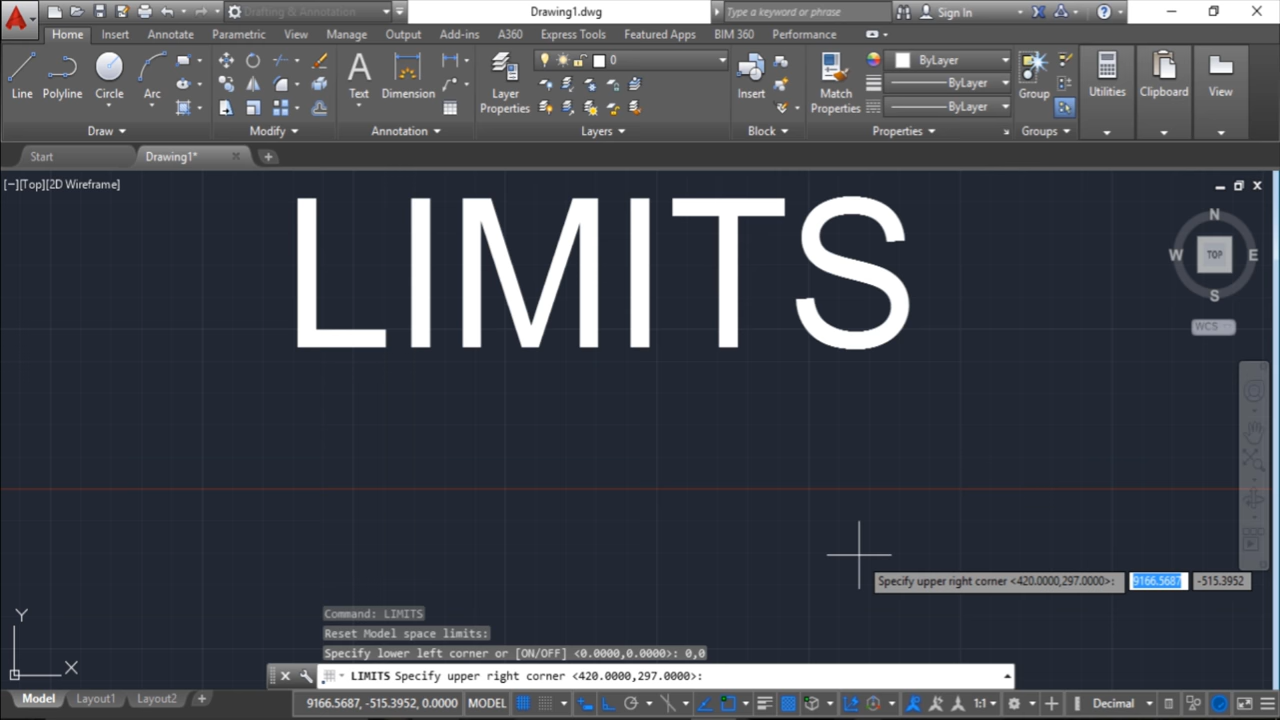 Drafting & Annotation
Drawing1.dwg
Type a keyword or phrase
Sign In
Home Insert Annotate Parametric View Manage Output Add-ins A360 Express Tools Featured Apps BIM 360 Performance
Line Polyline Circle Arc
Draw
Modify
Text Dimension
Annotation
Layer Properties
0
Layers
Insert
Block
Match Properties
ByLayer
ByLayer
ByLayer
Properties
Group
Groups
Utilities
Clipboard
View
Start Drawing1*
[−][Top][2D Wireframe]
LIMITS
N
W TOP E
S
WCS
Specify upper right corner <420.0000,297.0000>: 9166.5687 -515.3952
Command: LIMITS
Reset Model space limits:
Specify lower left corner or [ON/OFF] <0.0000,0.0000>: 0,0
LIMITS Specify upper right corner <420.0000,297.0000>:
Y
X
Model Layout1 Layout2
9166.5687, -515.3952, 0.0000 MODEL 1:1 Decimal